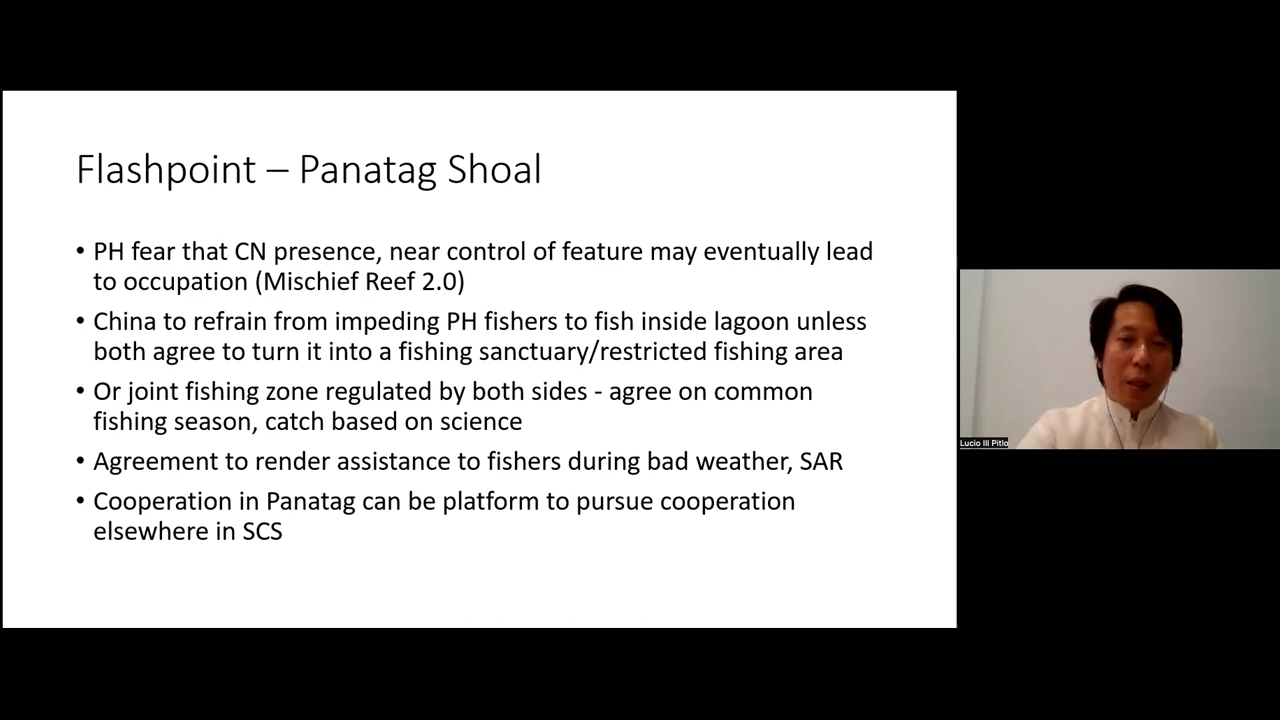 Flashpoint – Panatag Shoal
• PH fear that CN presence, near control of feature may eventually lead
to occupation (Mischief Reef 2.0)
• China to refrain from impeding PH fishers to fish inside lagoon unless
both agree to turn it into a fishing sanctuary/restricted fishing area
• Or joint fishing zone regulated by both sides - agree on common
fishing season, catch based on science
• Agreement to render assistance to fishers during bad weather, SAR
• Cooperation in Panatag can be platform to pursue cooperation
elsewhere in SCS
Lucio III Pitlo